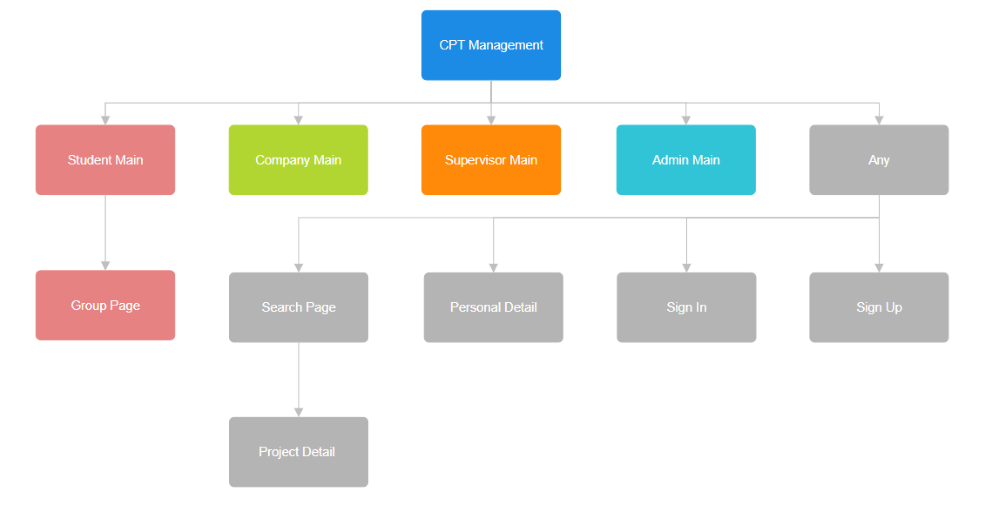 CPT Management
Student Main
Company Main
Supervisor Main
Admin Main
Any
Group Page
Search Page
Personal Detail
Sign In
Sign Up
Project Detail